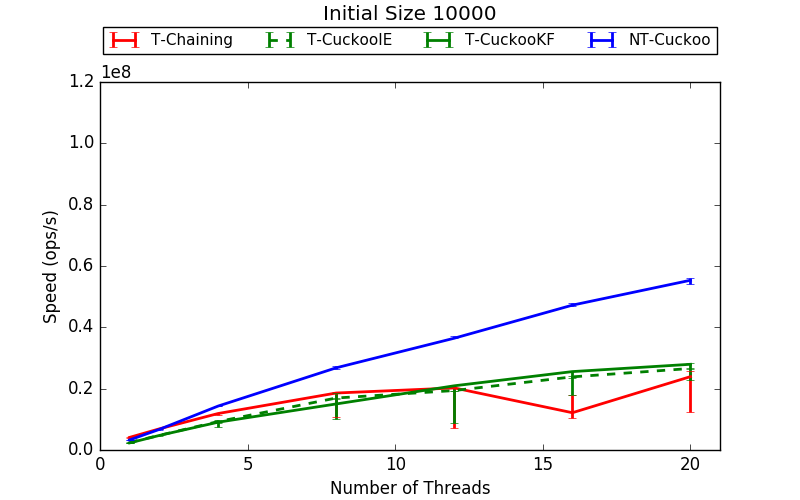 Initial Size 10000
T-Chaining T-CuckooIE T-CuckooKF NT-Cuckoo
1e8
1.2
1.0
0.8
0.6
0.4
0.2
0.0
Speed (ops/s)
0 5 10 15 20
Number of Threads